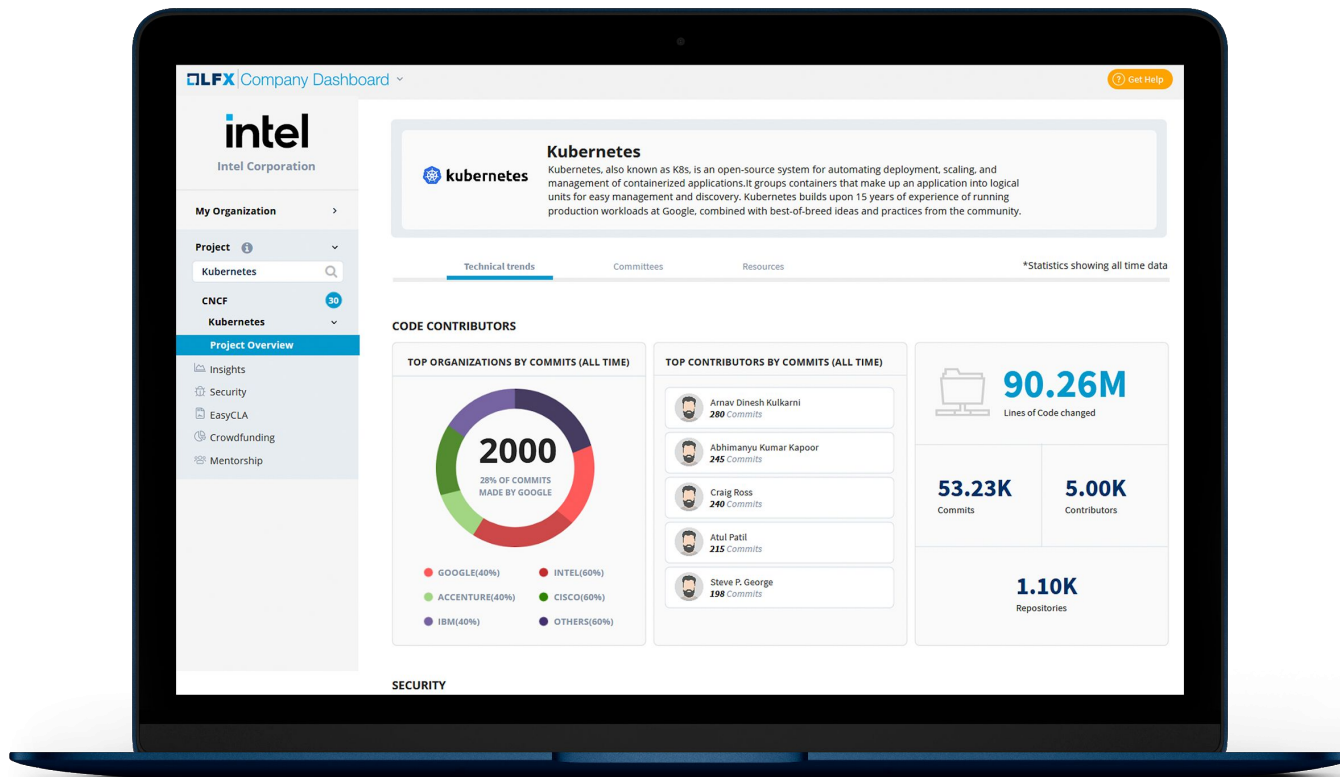 LFX Company Dashboard
? Get Help
intel
Intel Corporation
My Organization
Project
Kubernetes
CNCF
30
Kubernetes
Project Overview
Insights
Security
EasyCLA
Crowdfunding
Mentorship
kubernetes
Kubernetes
Kubernetes, also known as K8s, is an open-source system for automating deployment, scaling, and
management of containerized applications.It groups containers that make up an application into logical
units for easy management and discovery. Kubernetes builds upon 15 years of experience of running
production workloads at Google, combined with best-of-breed ideas and practices from the community.
Technical trends
Committees
Resources
*Statistics showing all time data
CODE CONTRIBUTORS
TOP ORGANIZATIONS BY COMMITS (ALL TIME)
2000
28% OF COMMITS
MADE BY GOOGLE
GOOGLE(40%)
INTEL(60%)
ACCENTURE(40%)
CISCO(60%)
IBM(40%)
OTHERS(60%)
TOP CONTRIBUTORS BY COMMITS (ALL TIME)
Arnav Dinesh Kulkarni
280 Commits
Abhimanyu Kumar Kapoor
245 Commits
Craig Ross
240 Commits
Atul Patil
215 Commits
Steve P. George
198 Commits
90.26M
Lines of Code changed
53.23K
Commits
5.00K
Contributors
1.10K
Repositories
SECURITY